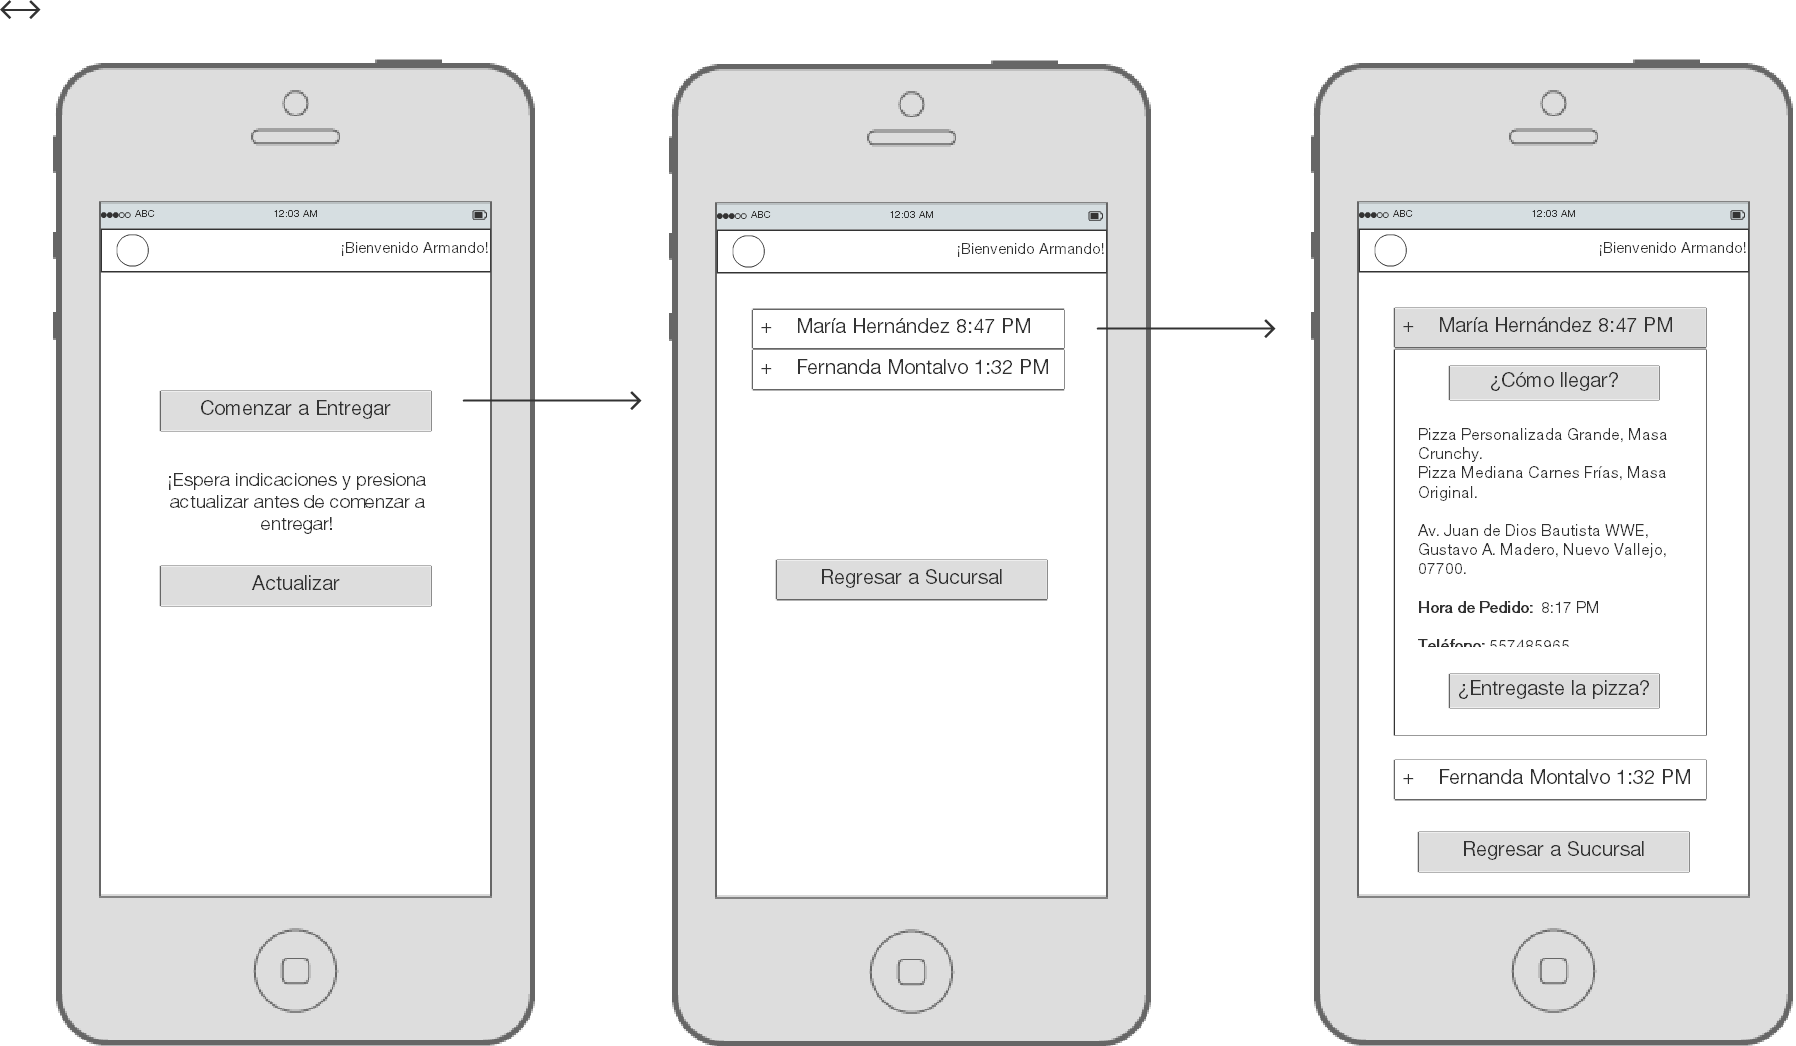 ABC 12:03 AM
¡Bienvenido Armando!
Comenzar a Entregar
¡Espera indicaciones y presiona
actualizar antes de comenzar a
entregar!
Actualizar
ABC 12:03 AM
¡Bienvenido Armando!
+ María Hernández 8:47 PM
+ Fernanda Montalvo 1:32 PM
Regresar a Sucursal
ABC 12:03 AM
¡Bienvenido Armando!
+ María Hernández 8:47 PM
¿Cómo llegar?
Pizza Personalizada Grande, Masa
Crunchy.
Pizza Mediana Carnes Frías, Masa
Original.
Av. Juan de Dios Bautista WWE,
Gustavo A. Madero, Nuevo Vallejo,
07700.
Hora de Pedido: 8:17 PM
Teléfono: 557485965
¿Entregaste la pizza?
+ Fernanda Montalvo 1:32 PM
Regresar a Sucursal